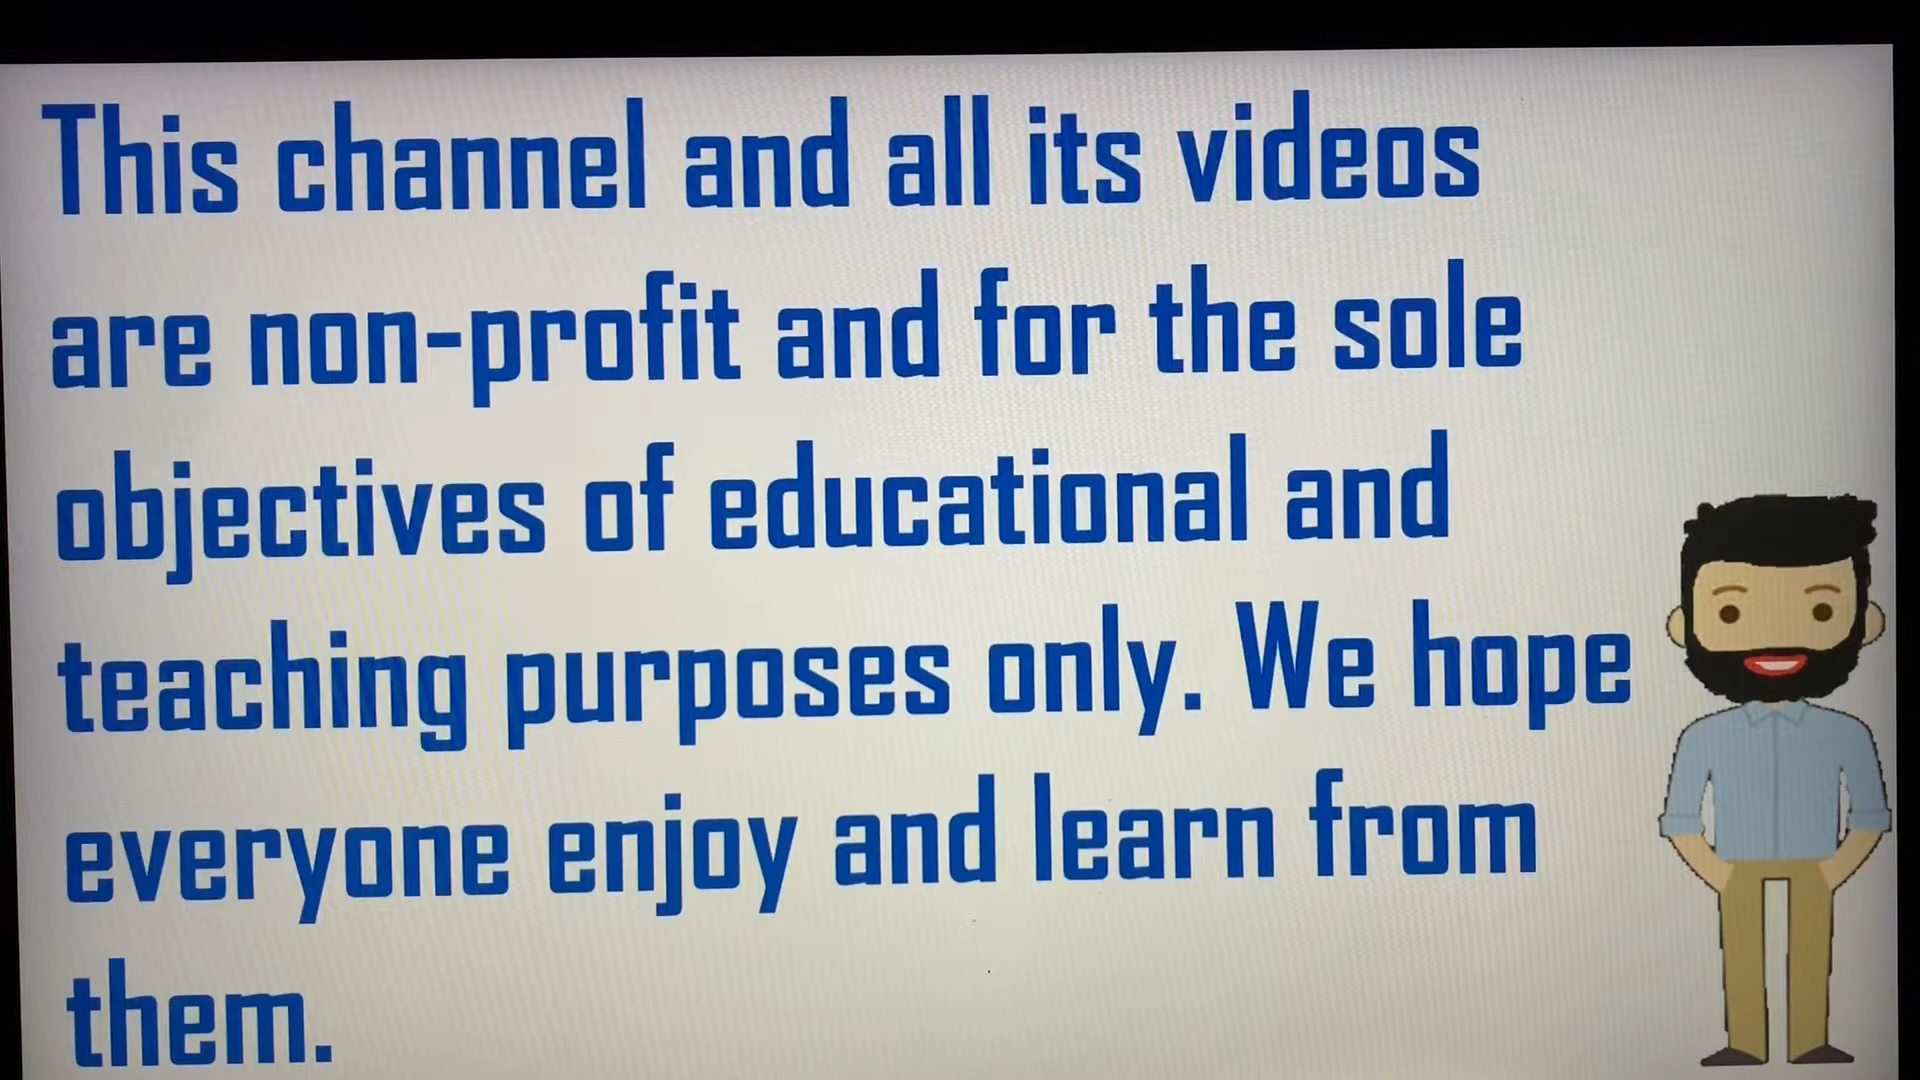 This channel and all its videos
are non-profit and for the sole
objectives of educational and
teaching purposes only. We hope
everyone enjoy and learn from
them.